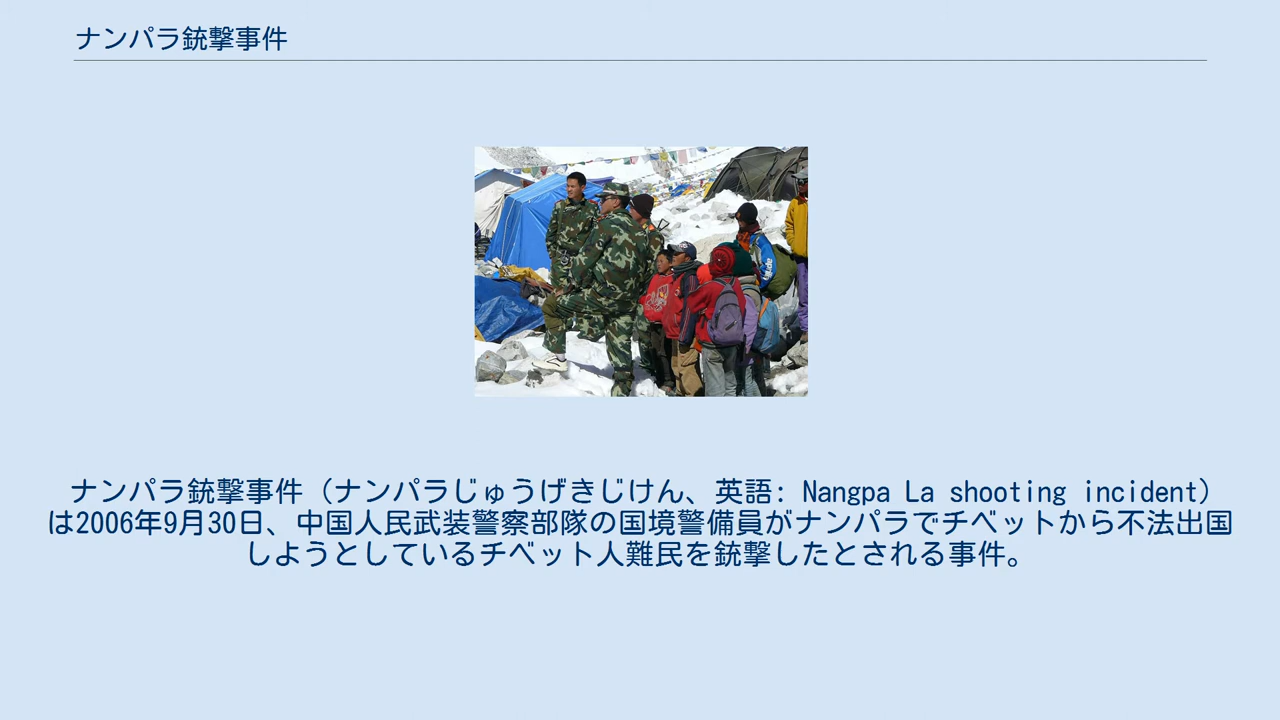 ナンパラ銃撃事件
ナンパラ銃撃事件（ナンパラじゅうげきじけん、英語: Nangpa La shooting incident）
は2006年9月30日、中国人民武装警察部隊の国境警備員がナンパラでチベットから不法出国
しようとしているチベット人難民を銃撃したとされる事件。